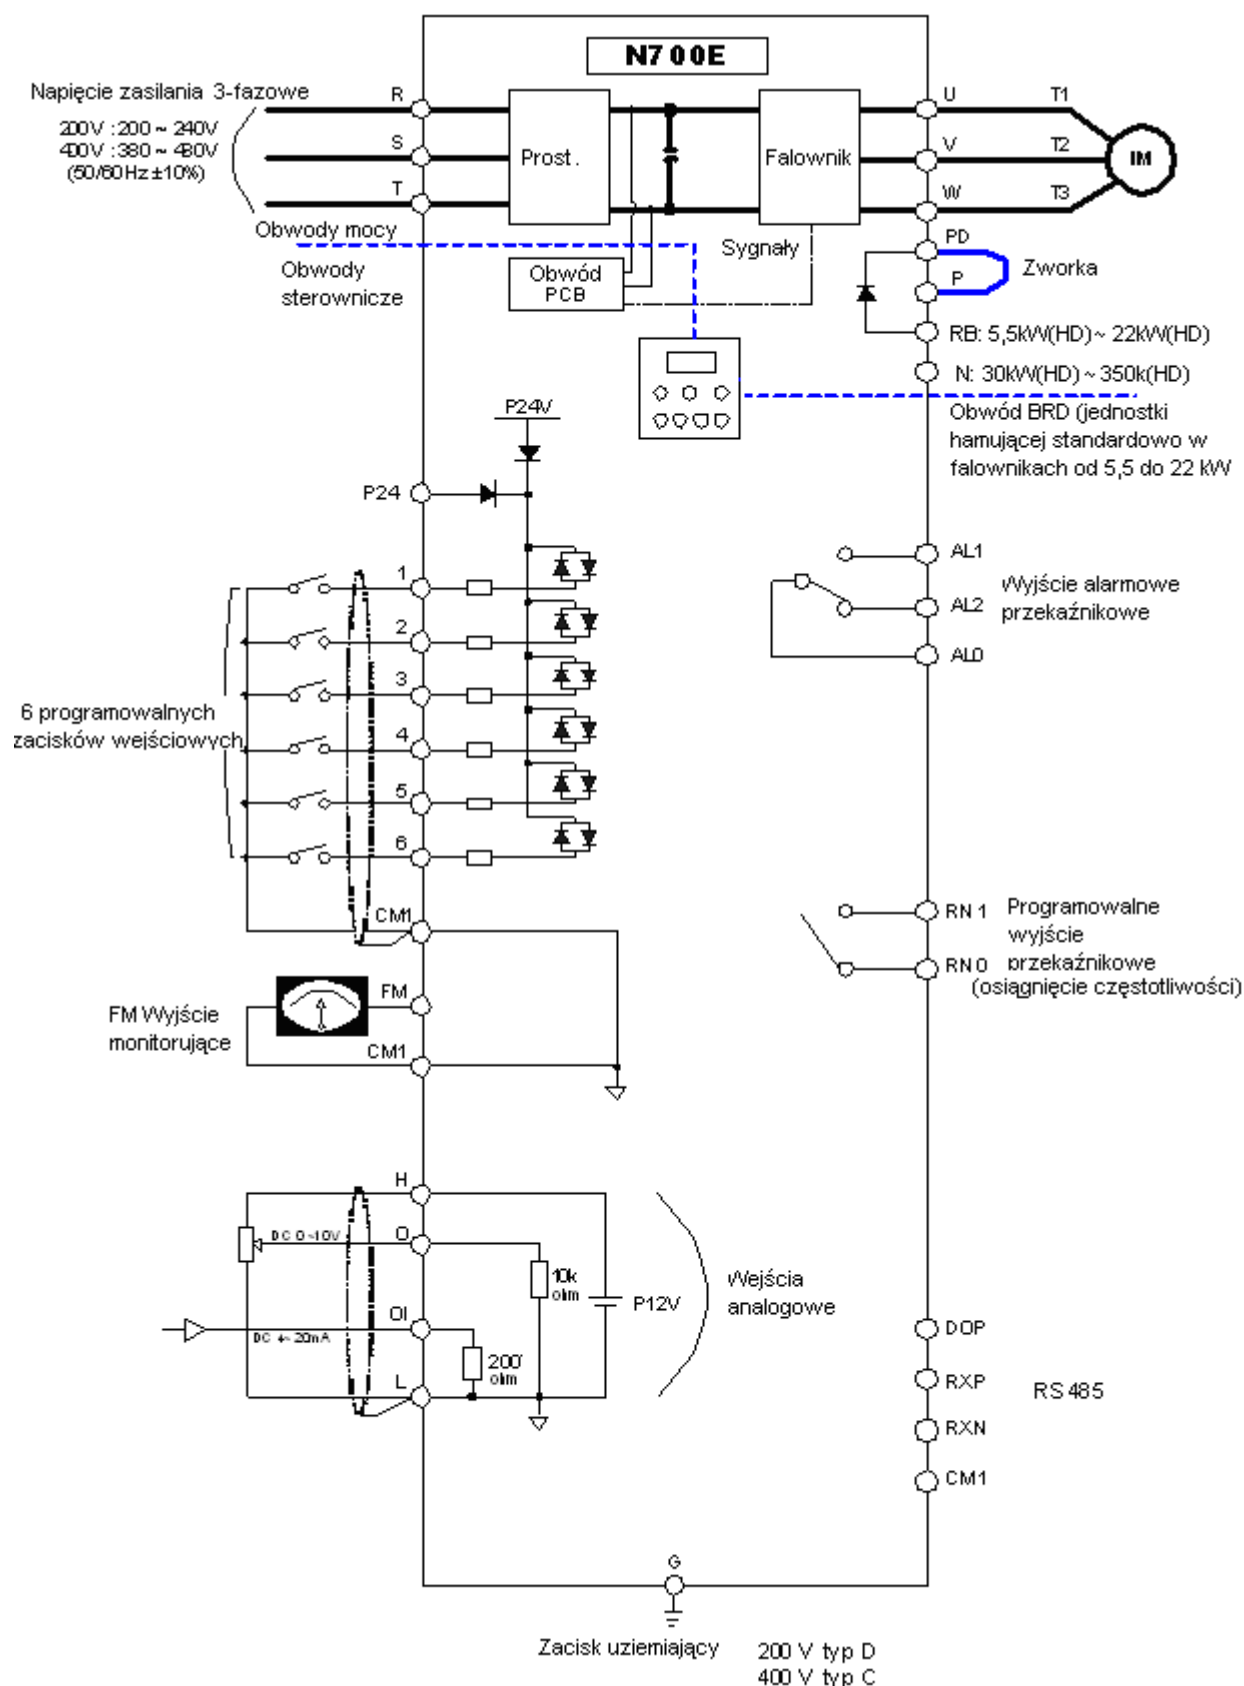 N700E
Napięcie zasilania 3-fazowe
200V :200 ~ 240V
400V :380 ~ 480V
(50/60Hz ±10%)
R
S
T
Prost.
Falownik
U
V
W
T1
T2
T3
IM
Obwody mocy
Obwody
sterownicze
Obwód
PCB
Sygnały
PD
P
Zworka
RB: 5,5kW(HD)~ 22kW(HD)
N: 30kW(HD)~350k(HD)
Obwód BRD (jednostki
hamującej standardowo w
falownikach od 5,5 do 22 kW
P24V
P24
1
2
3
4
5
6
6 programowalnych
zacisków wejściowych
CM1
AL1
AL2
AL0
Wyjście alarmowe
przekaźnikowe
RN 1
RN 0
Programowalne
wyjście
przekaźnikowe
(osiągnięcie częstotliwości)
FM
FM Wyjście
monitorujące
CM1
H
O
OI
L
DC 0 ~10V
DC 4~ 20mA
10k
ohm
200
ohm
P12V
Wejścia
analogowe
DOP
RXP
RXN
CM1
RS 485
G
Zacisk uziemiający
200 V typ D
400 V typ C